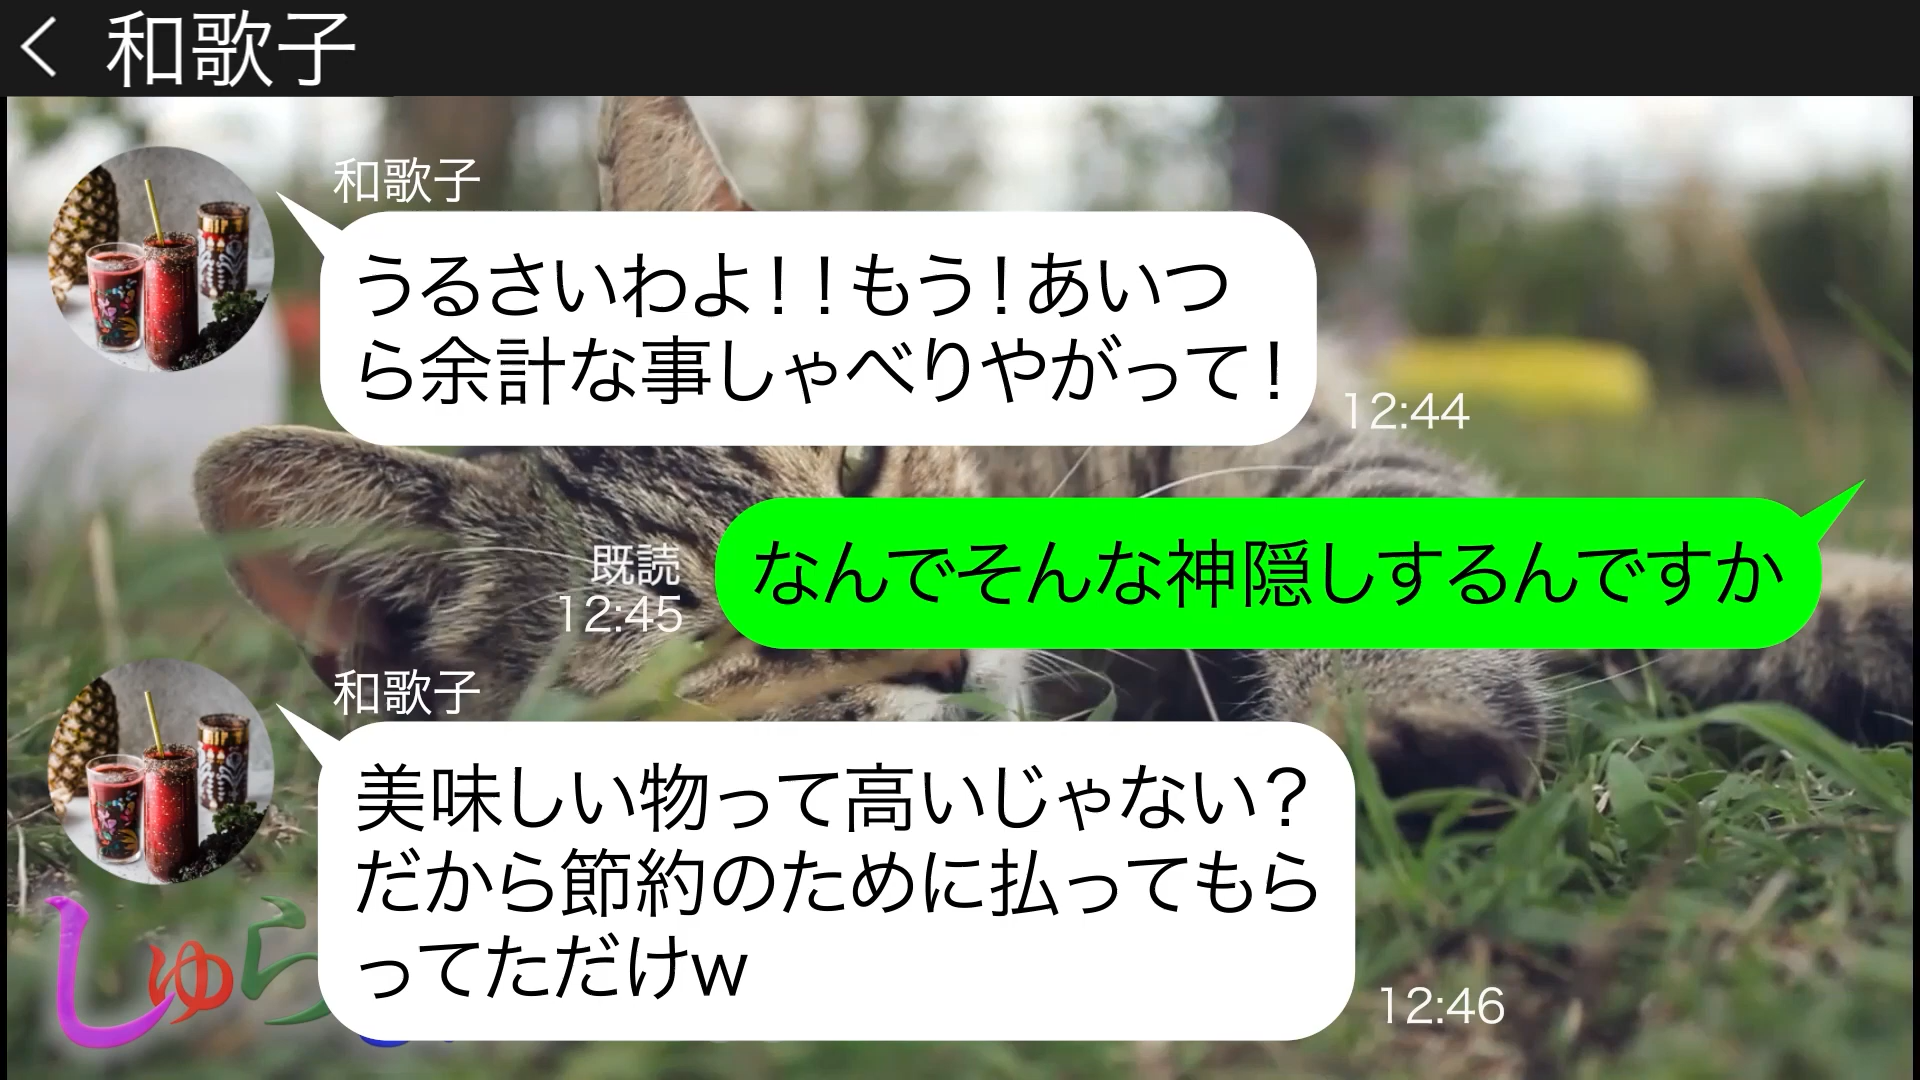 和歌子
和歌子
うるさいわよ！！もう！あいつ
ら余計な事しゃべりやがって！
12:44
なんでそんな神隠しするんですか
既読
12:45
和歌子
美味しい物って高いじゃない？
だから節約のために払ってもら
ってただけw
12:46
しゅら